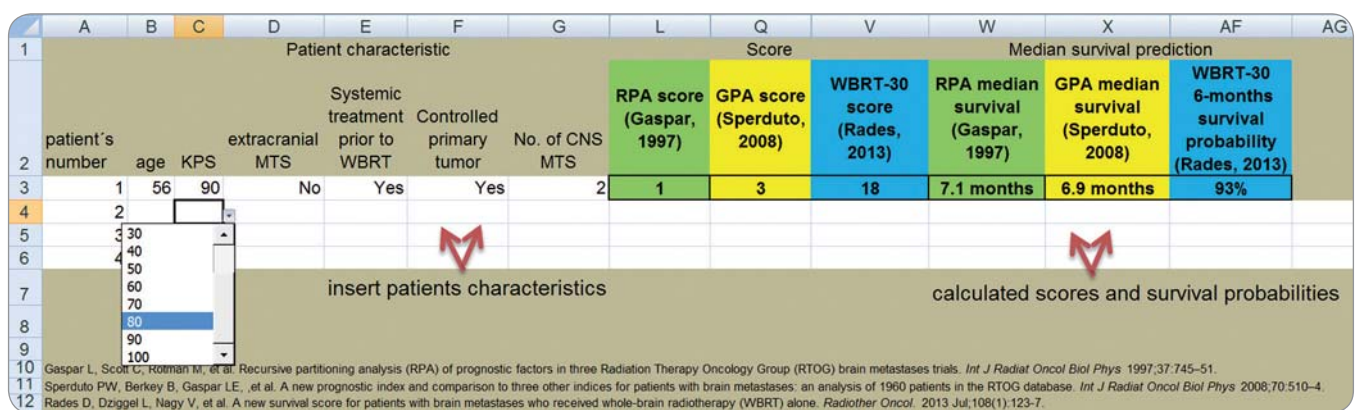 A B C D E F G L Q V W X AF AG
1 Patient characteristic Score Median survival prediction
2 patient´s number age KPS extracranial MTS Systemic treatment prior to WBRT Controlled primary tumor No. of CNS MTS RPA score (Gaspar, 1997) GPA score (Sperduto, 2008) WBRT-30 score (Rades, 2013) RPA median survival (Gaspar, 1997) GPA median survival (Sperduto, 2008) WBRT-30 6-months survival probability (Rades, 2013)
3 1 56 90 No Yes Yes 2 1 3 18 7.1 months 6.9 months 93%
4 2
5 3 30
40
6 4 50
60
7 70 insert patients characteristics calculated scores and survival probabilities
8 80
9 90
100
10 Gaspar L, Scott C, Rotman M, et al. Recursive partitioning analysis (RPA) of prognostic factors in three Radiation Therapy Oncology Group (RTOG) brain metastases trials. Int J Radiat Oncol Biol Phys 1997;37:745–51.
11 Sperduto PW, Berkey B, Gaspar LE, ,et al. A new prognostic index and comparison to three other indices for patients with brain metastases: an analysis of 1960 patients in the RTOG database. Int J Radiat Oncol Biol Phys 2008;70:510–4.
12 Rades D, Dziggel L, Nagy V, et al. A new survival score for patients with brain metastases who received whole-brain radiotherapy (WBRT) alone. Radiother Oncol. 2013 Jul;108(1):123-7.